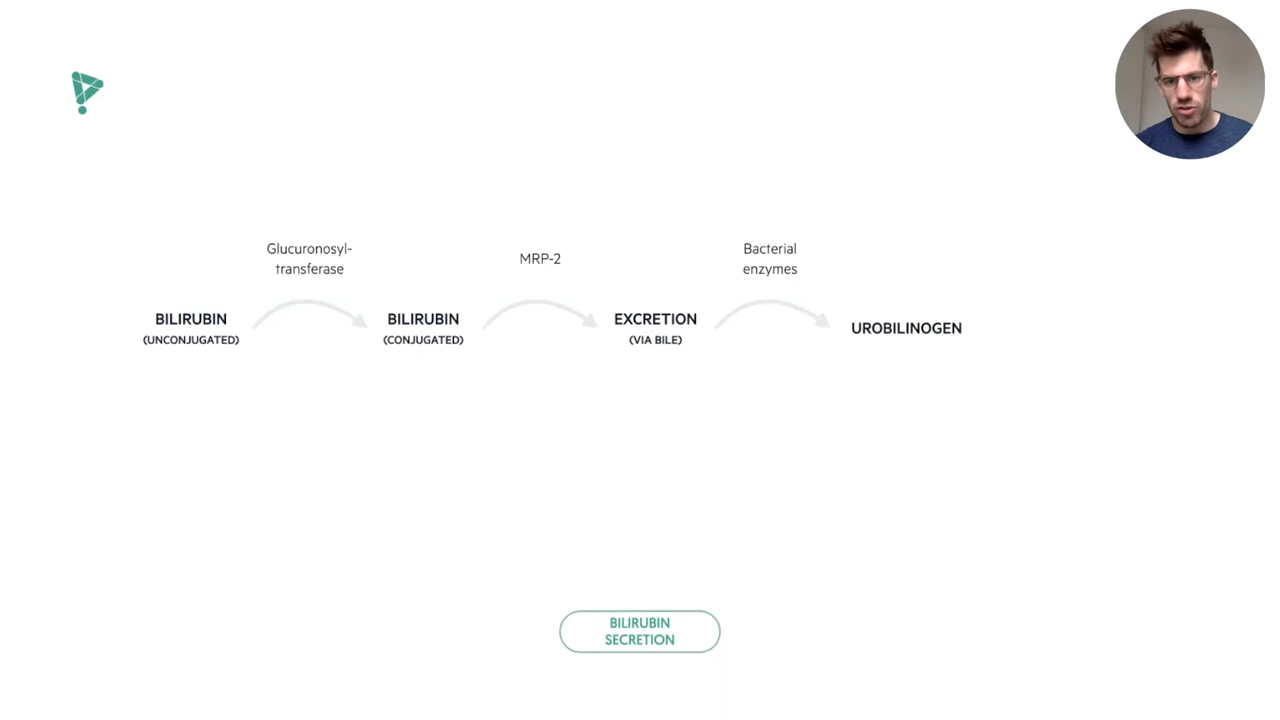 Glucuronosyl-
transferase
MRP-2
Bacterial
enzymes
BILIRUBIN
(UNCONJUGATED)
BILIRUBIN
(CONJUGATED)
EXCRETION
(VIA BILE)
UROBILINOGEN
BILIRUBIN
SECRETION